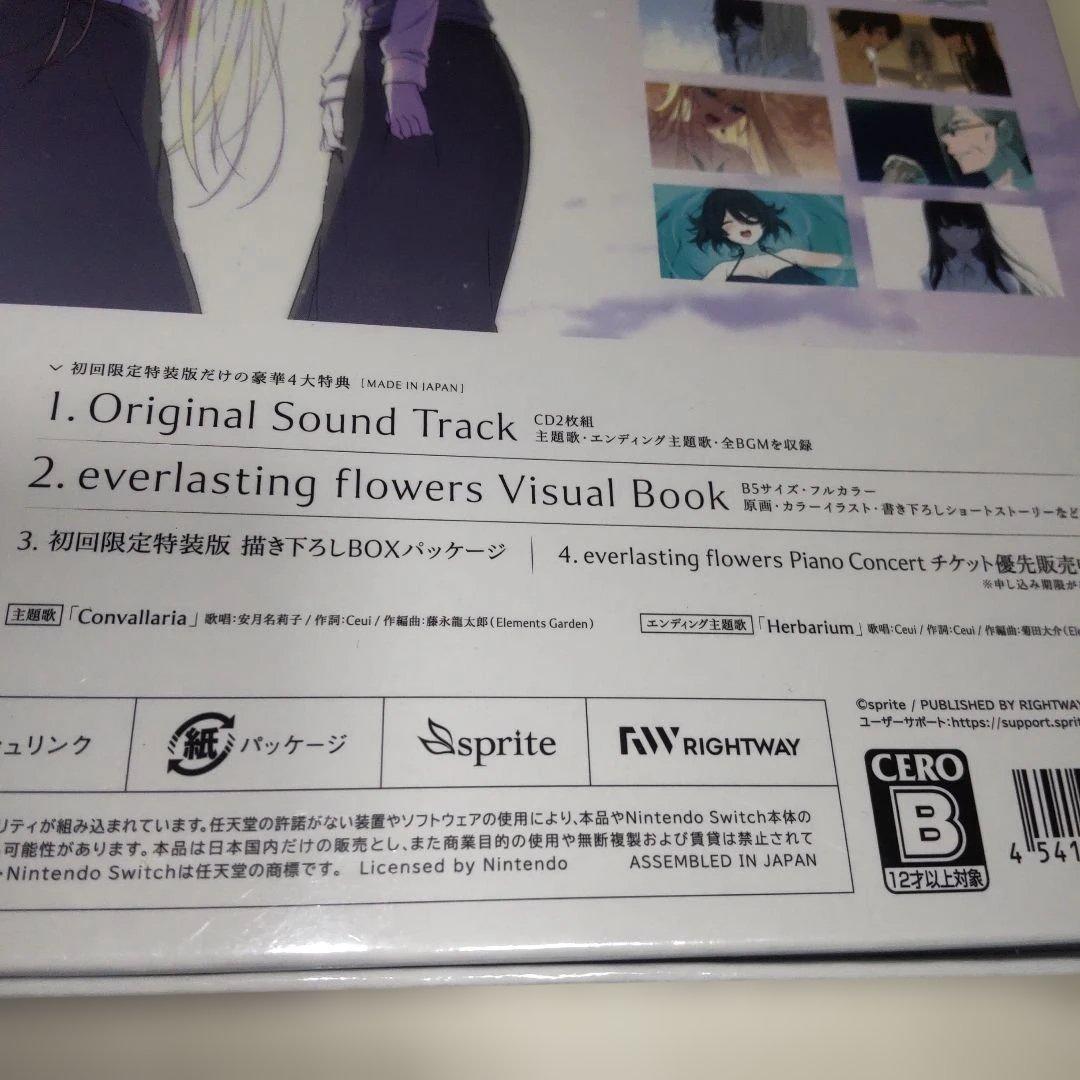 初回限定特装版だけの豪華4大特典 [MADE IN JAPAN]
1. Original Sound Track CD2枚組
主題歌・エンディング主題歌・全BGMを収録
2. everlasting flowers Visual Book B5サイズ・フルカラー
原画・カラーイラスト・書き下ろしショートストーリーなど
3. 初回限定特装版 描き下ろしBOXパッケージ
4. everlasting flowers Piano Concert チケット優先販売
※申し込み期限が
主題歌「Convallaria」歌唱:安月名莉子 / 作詞:Ceui / 作編曲:藤永龍太郎(Elements Garden)
エンディング主題歌「Herbarium」歌唱:Ceui / 作詞:Ceui / 作編曲:菊田大介(Ele
ュリンク
紙 パッケージ
sprite
RW RIGHTWAY
©sprite / PUBLISHED BY RIGHTWAY
ユーザーサポート:https://support.sprit
CERO
B
12才以上対象
4 541
リティが組み込まれています。任天堂の許諾がない装置やソフトウェアの使用により、本品やNintendo Switch本体の
可能性があります。本品は日本国内だけの販売とし、また商業目的の使用や無断複製および賃貸は禁止されて
・Nintendo Switchは任天堂の商標です。 Licensed by Nintendo
ASSEMBLED IN JAPAN